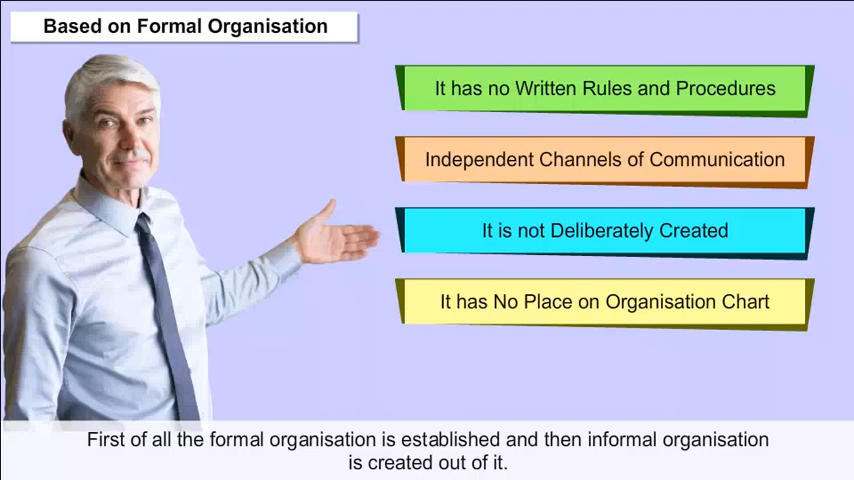 Based on Formal Organisation
It has no Written Rules and Procedures
Independent Channels of Communication
It is not Deliberately Created
It has No Place on Organisation Chart
First of all the formal organisation is established and then informal organisation
is created out of it.